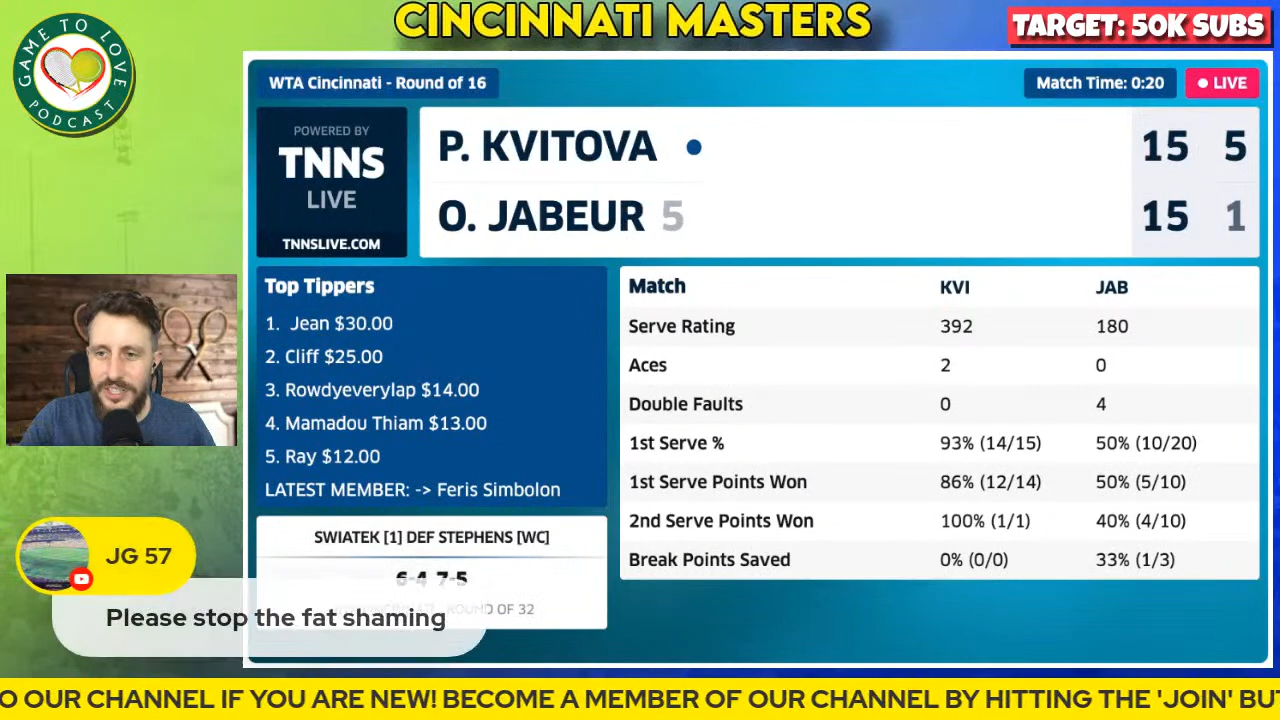 GAME TO LOVE
PODCAST
CINCINNATI MASTERS
TARGET: 50K SUBS
WTA Cincinnati - Round of 16
Match Time: 0:20
LIVE
POWERED BY
TNNS
LIVE
TNNSLIVE.COM
P. KVITOVA 15 5
O. JABEUR 5 15 1
Top Tippers
1. Jean $30.00
2. Cliff $25.00
3. Rowdyeverylap $14.00
4. Mamadou Thiam $13.00
5. Ray $12.00
LATEST MEMBER: -> Feris Simbolon
SWIATEK [1] DEF STEPHENS [WC]
6-4 7-5
ROUND OF 32
Match KVI JAB
Serve Rating 392 180
Aces 2 0
Double Faults 0 4
1st Serve % 93% (14/15) 50% (10/20)
1st Serve Points Won 86% (12/14) 50% (5/10)
2nd Serve Points Won 100% (1/1) 40% (4/10)
Break Points Saved 0% (0/0) 33% (1/3)
JG 57
Please stop the fat shaming
O OUR CHANNEL IF YOU ARE NEW! BECOME A MEMBER OF OUR CHANNEL BY HITTING THE 'JOIN' BU